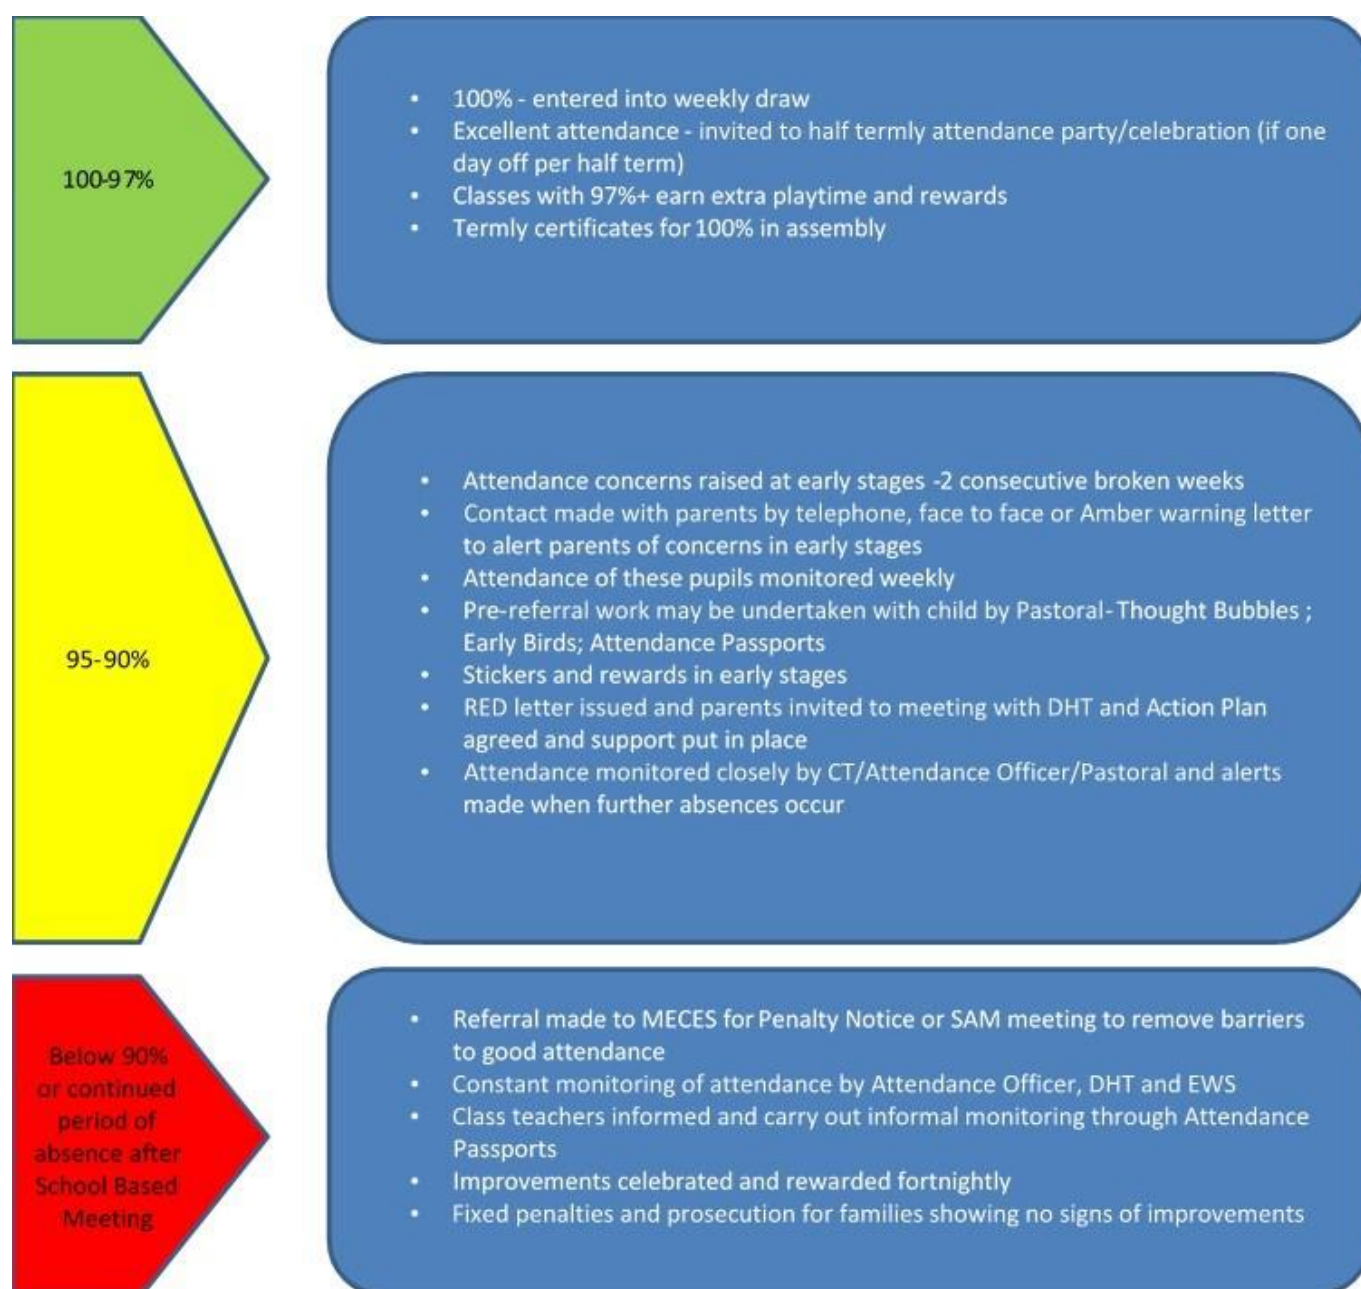 100-97%
• 100% - entered into weekly draw
• Excellent attendance - invited to half termly attendance party/celebration (if one
day off per half term)
• Classes with 97%+ earn extra playtime and rewards
• Termly certificates for 100% in assembly
95-90%
• Attendance concerns raised at early stages -2 consecutive broken weeks
• Contact made with parents by telephone, face to face or Amber warning letter
to alert parents of concerns in early stages
• Attendance of these pupils monitored weekly
• Pre-referral work may be undertaken with child by Pastoral- Thought Bubbles ;
Early Birds; Attendance Passports
• Stickers and rewards in early stages
• RED letter issued and parents invited to meeting with DHT and Action Plan
agreed and support put in place
• Attendance monitored closely by CT/Attendance Officer/Pastoral and alerts
made when further absences occur
Below 90%
or continued
period of
absence after
School Based
Meeting
• Referral made to MECES for Penalty Notice or SAM meeting to remove barriers
to good attendance
• Constant monitoring of attendance by Attendance Officer, DHT and EWS
• Class teachers informed and carry out informal monitoring through Attendance
Passports
• Improvements celebrated and rewarded fortnightly
• Fixed penalties and prosecution for families showing no signs of improvements